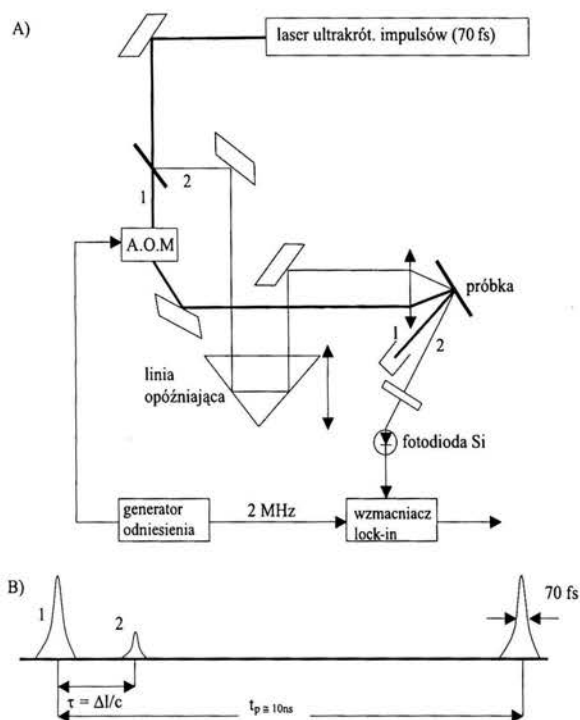 A)
laser ultrakrót. impulsów (70 fs)
2
1
A.O.M
próbka
1
2
linia
opóźniająca
fotodioda Si
generator
odniesienia
2 MHz
wzmacniacz
lock-in
B)
1
2
70 fs
τ = Δl/c
tp ≅ 10ns